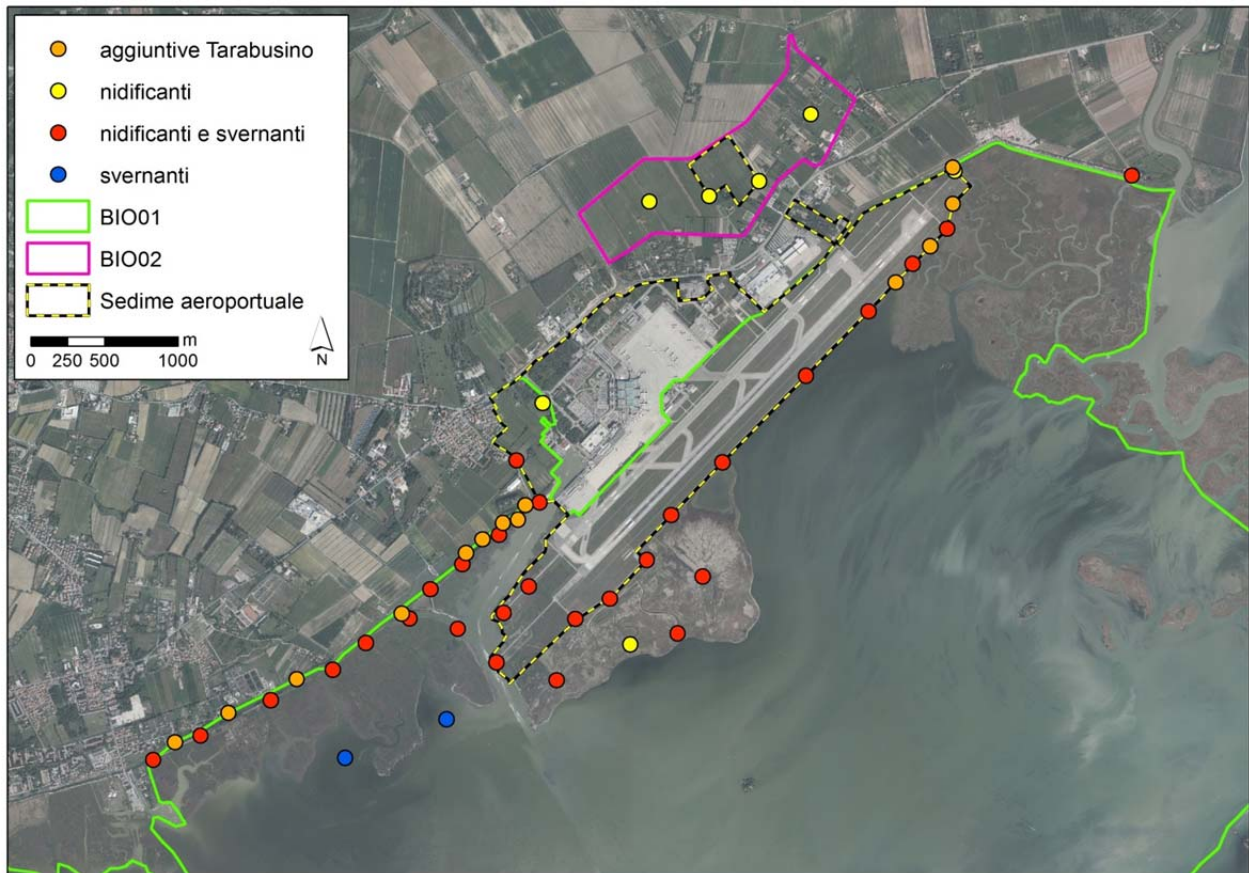 aggiuntive Tarabusino
nidificanti
nidificanti e svernanti
svernanti
BIO01
BIO02
Sedime aeroportuale
0 250 500 1000 m
N